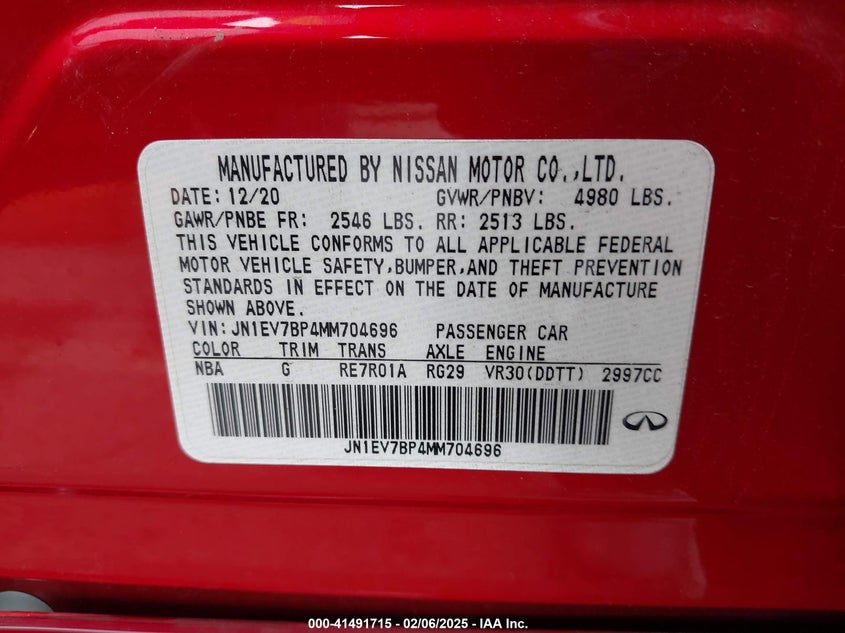 MANUFACTURED BY NISSAN MOTOR CO.,LTD.
DATE: 12/20 GVWR/PNBV: 4980 LBS.
GAWR/PNBE FR: 2546 LBS. RR: 2513 LBS.
THIS VEHICLE CONFORMS TO ALL APPLICABLE FEDERAL
MOTOR VEHICLE SAFETY,BUMPER,AND THEFT PREVENTION
STANDARDS IN EFFECT ON THE DATE OF MANUFACTURE
SHOWN ABOVE.
VIN:JN1EV7BP4MM704696 PASSENGER CAR
COLOR TRIM TRANS AXLE ENGINE
NBA G RE7R01A RG29 VR30(DDTT) 2997CC
JN1EV7BP4MM704696
000-41491715 - 02/06/2025 - IAA Inc.